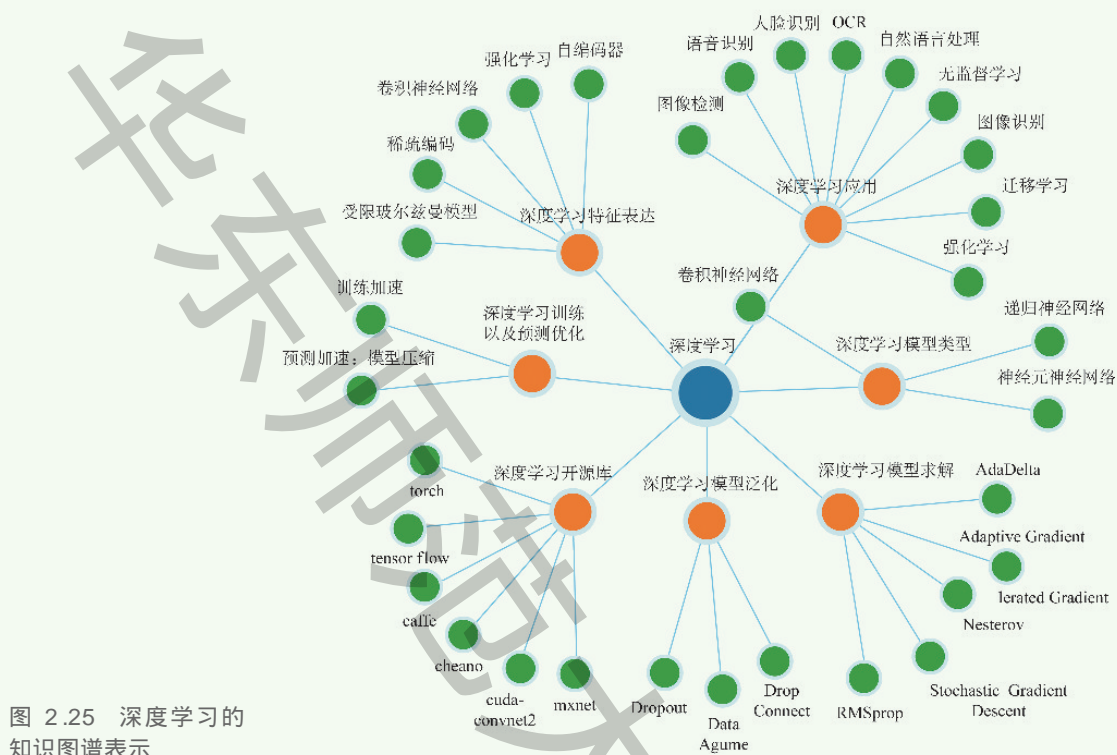 人脸识别
OCR
语音识别
自然语言处理
强化学习
自编码器
无监督学习
卷积神经网络
图像检测
图像识别
稀疏编码
深度学习应用
迁移学习
受限玻尔兹曼模型
深度学习特征表达
强化学习
卷积神经网络
训练加速
深度学习训练
以及预测优化
递归神经网络
深度学习
深度学习模型类型
预测加速：模型压缩
神经元神经网络
深度学习开源库
深度学习模型泛化
深度学习模型求解
AdaDelta
torch
Adaptive Gradient
tensor flow
lerated Gradient
caffe
Nesterov
cheano
cuda-
convnet2
mxnet
Dropout
Data
Agume
Drop
Connect
RMSprop
Stochastic Gradient
Descent
图 2.25 深度学习的
知识图谱表示
华东师范大